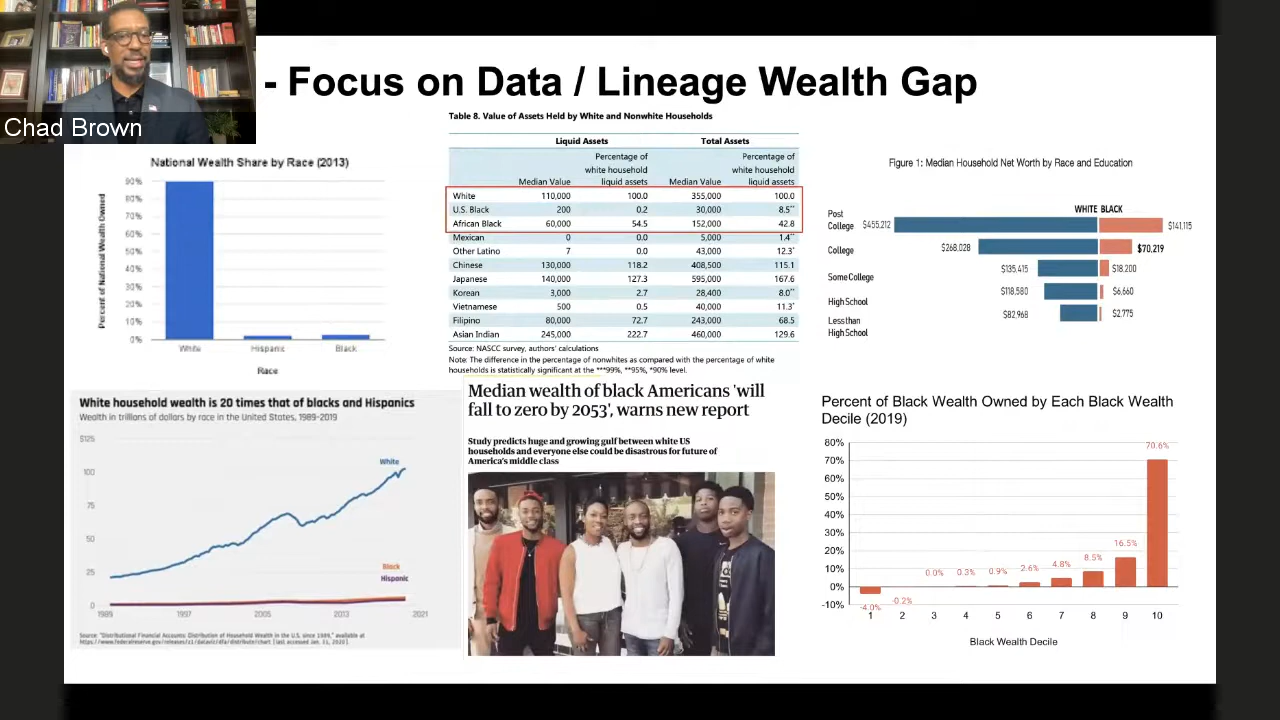 - Focus on Data / Lineage Wealth Gap
Chad Brown
National Wealth Share by Race (2013)
Percent of National Wealth Owned
90%
80%
70%
60%
50%
40%
30%
20%
10%
0%
White Hispanic Black
Race
Table 8. Value of Assets Held by White and Nonwhite Households
Liquid Assets Total Assets
Percentage of Percentage of
white household white household
Median Value liquid assets Median Value liquid assets
White 110,000 100.0 355,000 100.0
U.S. Black 200 0.2 30,000 8.5**
African Black 60,000 54.5 152,000 42.8
Mexican 0 0.0 5,000 1.4**
Other Latino 7 0.0 43,000 12.3*
Chinese 130,000 118.2 408,500 115.1
Japanese 140,000 127.3 595,000 167.6
Korean 3,000 2.7 28,400 8.0**
Vietnamese 500 0.5 40,000 11.3*
Filipino 80,000 72.7 243,000 68.5
Asian Indian 245,000 222.7 460,000 129.6
Source: NASCC survey, authors' calculations
Note: The difference in the percentage of nonwhites as compared with the percentage of white
households is statistically significant at the ***99%, **95%, *90% level.
Figure 1: Median Household Net Worth by Race and Education
WHITE BLACK
Post
College $455,212 $141,115
College $268,028 $70,219
Some College $135,415 $18,200
High School $118,580 $6,660
Less than
High School $82,968 $2,775
White household wealth is 20 times that of blacks and Hispanics
Wealth in trillions of dollars by race in the United States, 1989-2019
$125
100
75
50
25
0
White
Black
Hispanic
1989 1997 2005 2013 2021
Source: "Distributional Financial Accounts: Distribution of Household Wealth in the U.S. since 1989," available at
Median wealth of black Americans 'will
fall to zero by 2053', warns new report
Study predicts huge and growing gulf between white US
households and everyone else could be disastrous for future of
America's middle class
Percent of Black Wealth Owned by Each Black Wealth
Decile (2019)
80%
70%
60%
50%
40%
30%
20%
10%
0%
-10%
-4.0% -0.2% 0.0% 0.3% 0.9% 2.6% 4.8% 8.5% 16.5% 70.6%
1 2 3 4 5 6 7 8 9 10
Black Wealth Decile